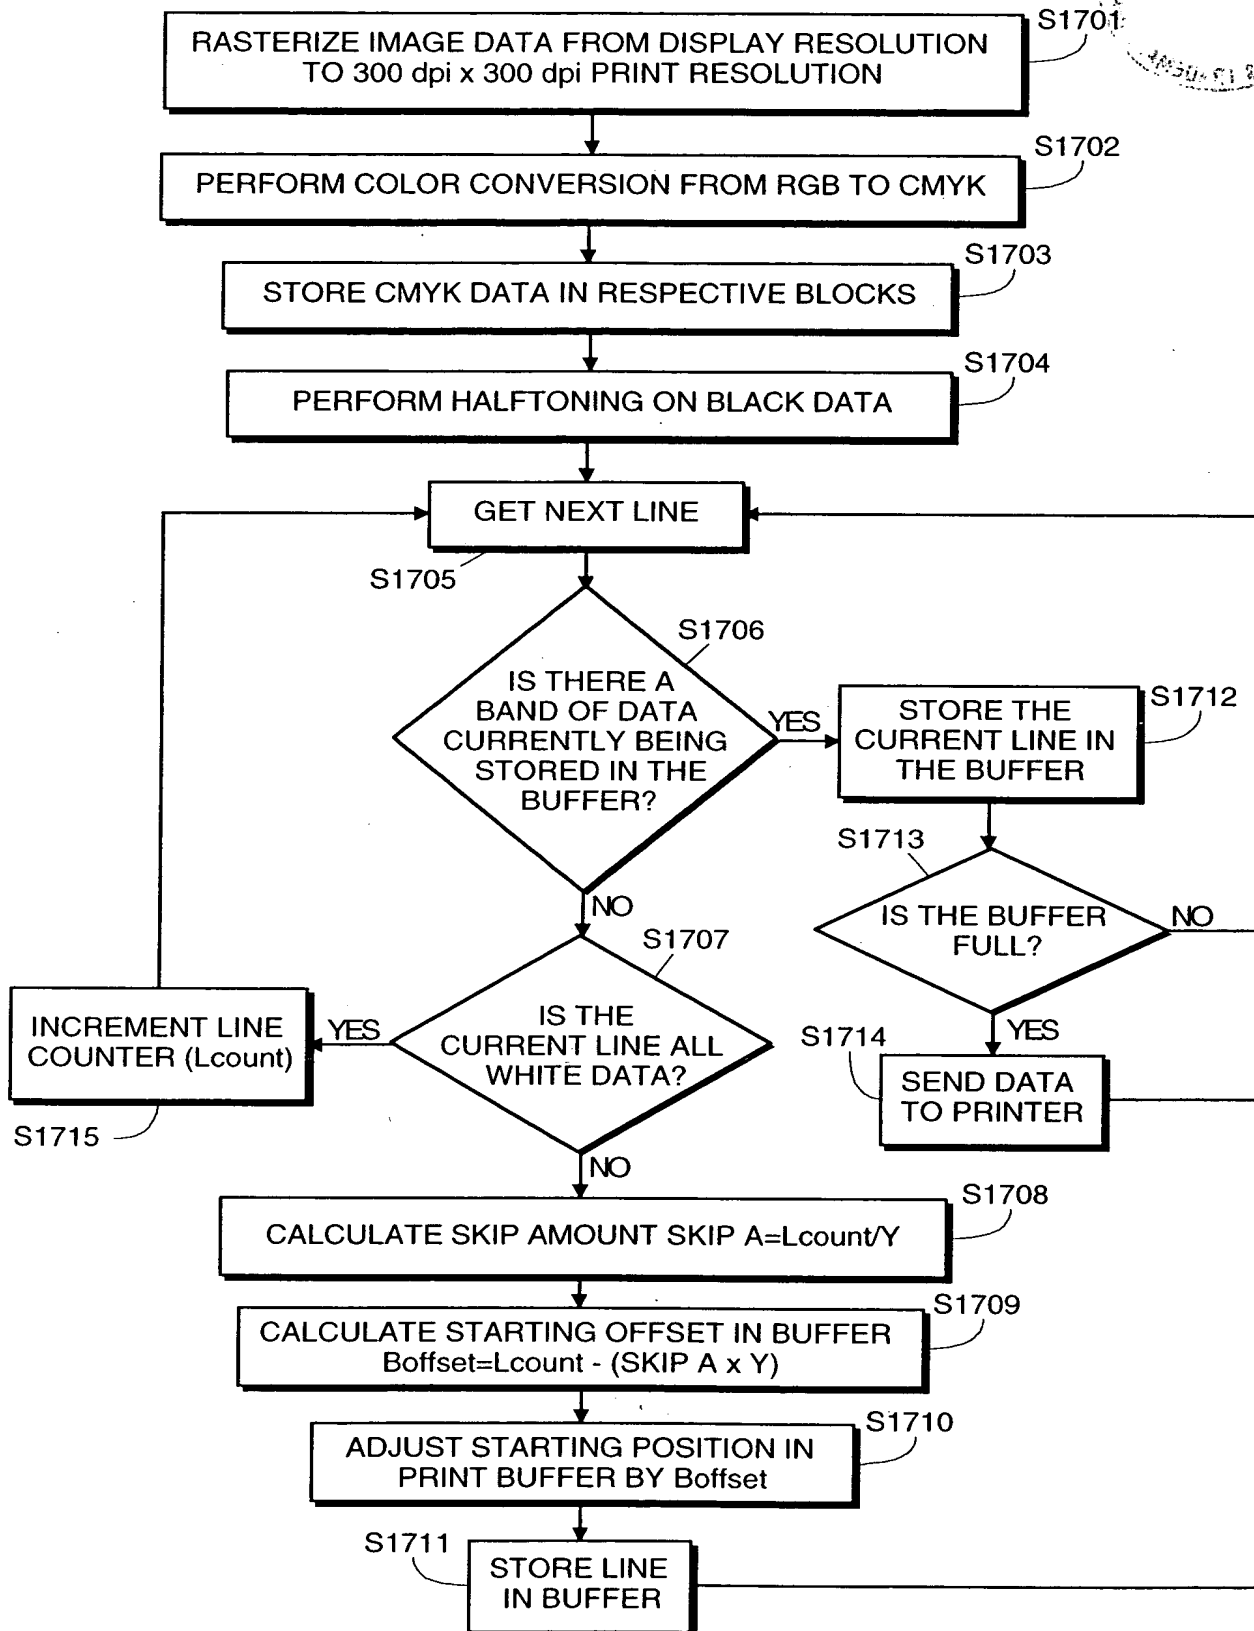 S1701
RASTERIZE IMAGE DATA FROM DISPLAY RESOLUTION
TO 300 dpi x 300 dpi PRINT RESOLUTION
S1702
PERFORM COLOR CONVERSION FROM RGB TO CMYK
S1703
STORE CMYK DATA IN RESPECTIVE BLOCKS
S1704
PERFORM HALFTONING ON BLACK DATA
GET NEXT LINE
S1705
S1706
IS THERE A
BAND OF DATA
CURRENTLY BEING
STORED IN THE
BUFFER?
YES
STORE THE
CURRENT LINE IN
THE BUFFER
S1712
NO
S1713
IS THE BUFFER
FULL?
NO
YES
S1707
IS THE
CURRENT LINE ALL
WHITE DATA?
YES
INCREMENT LINE
COUNTER (Lcount)
S1715
S1714
SEND DATA
TO PRINTER
NO
S1708
CALCULATE SKIP AMOUNT SKIP A=Lcount/Y
S1709
CALCULATE STARTING OFFSET IN BUFFER
Boffset=Lcount - (SKIP A x Y)
S1710
ADJUST STARTING POSITION IN
PRINT BUFFER BY Boffset
S1711
STORE LINE
IN BUFFER